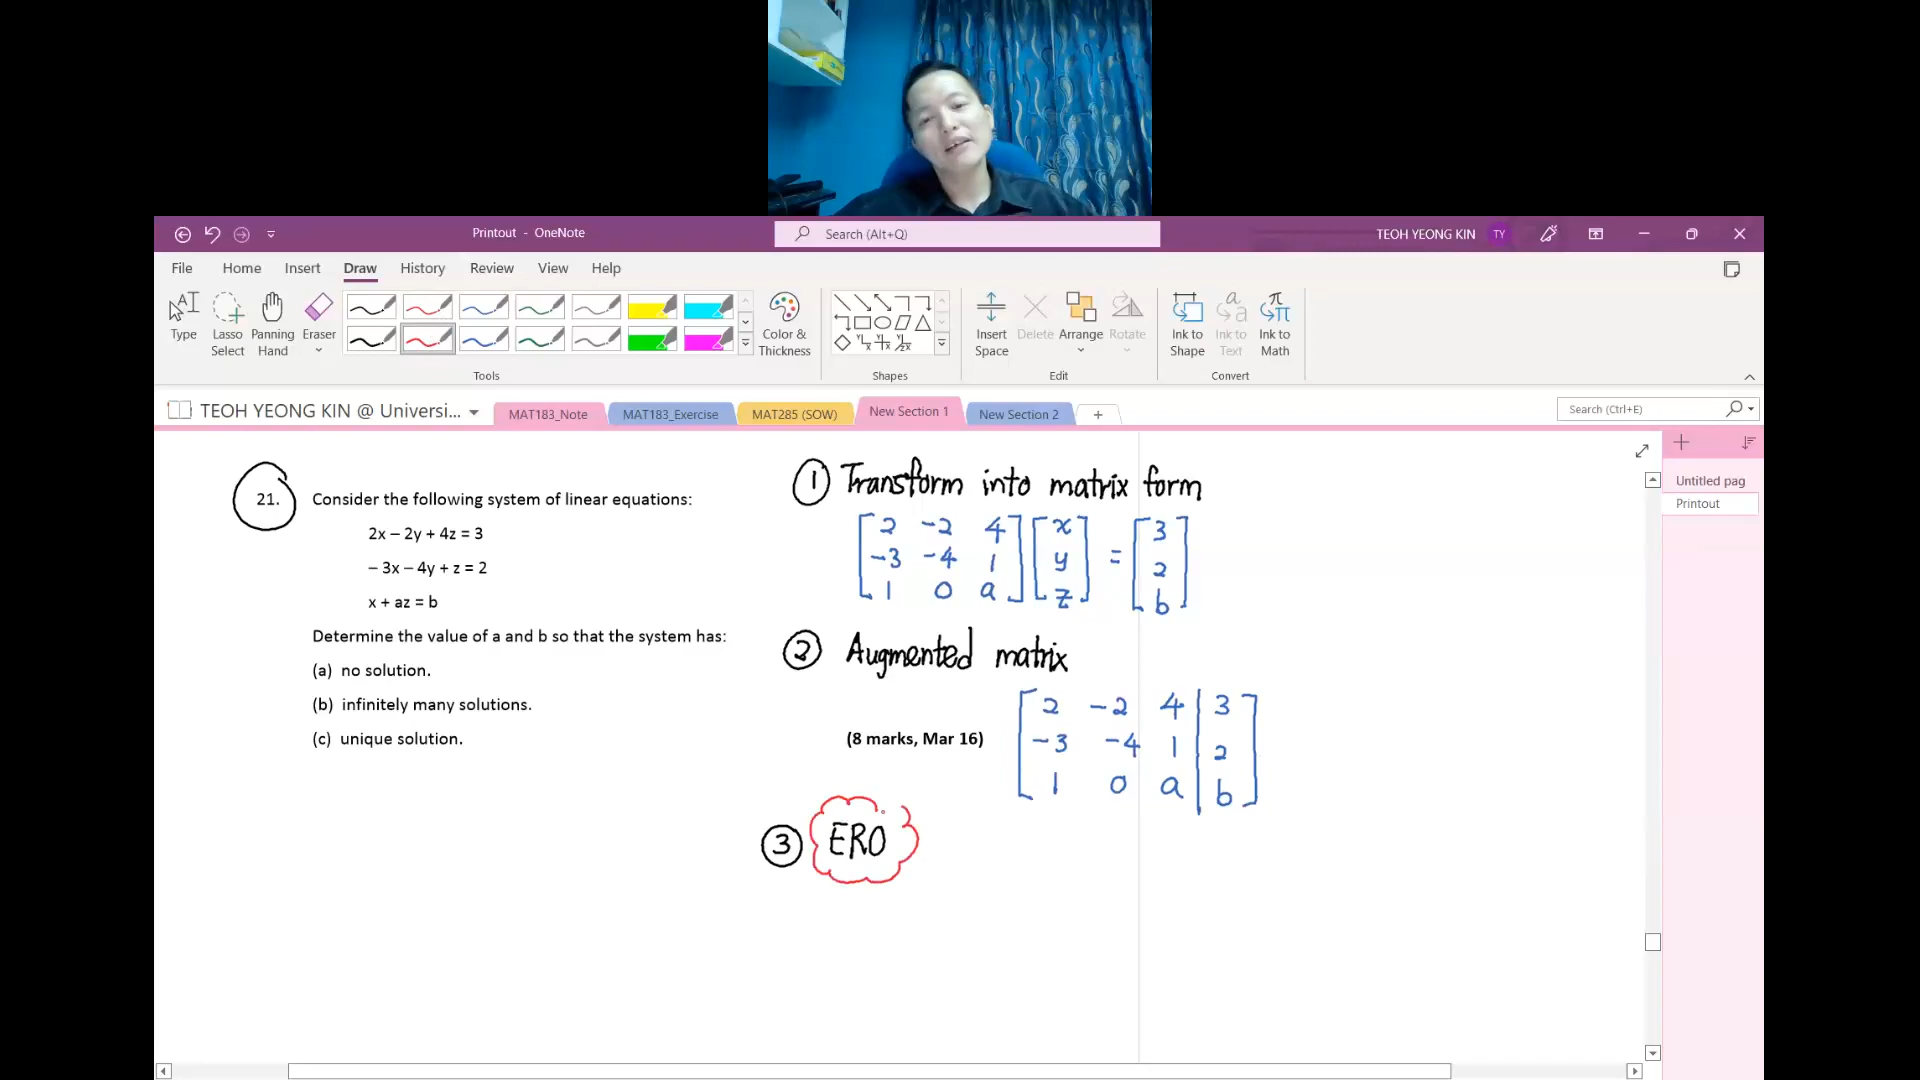 Printout - OneNote
Search (Alt+Q)
TEOH YEONG KIN TY
File Home Insert Draw History Review View Help
Type
Lasso Select
Panning Hand
Eraser
Color & Thickness
Insert Space
Delete
Arrange
Rotate
Ink to Shape
Ink to Text
Ink to Math
Tools Shapes Edit Convert
TEOH YEONG KIN @ Universi... MAT183_Note MAT183_Exercise MAT285 (SOW) New Section 1 New Section 2 +
Search (Ctrl+E)
Untitled pag
Printout
21. Consider the following system of linear equations:
2x – 2y + 4z = 3
– 3x – 4y + z = 2
x + az = b
Determine the value of a and b so that the system has:
(a) no solution.
(b) infinitely many solutions.
(c) unique solution.
(8 marks, Mar 16)
① Transform into matrix form
[2 -2 4] [x] [3]
[-3 -4 1] [y] = [2]
[1 0 a] [z] [b]
② Augmented matrix
[2 -2 4 | 3]
[-3 -4 1 | 2]
[1 0 a | b]
③ ERO